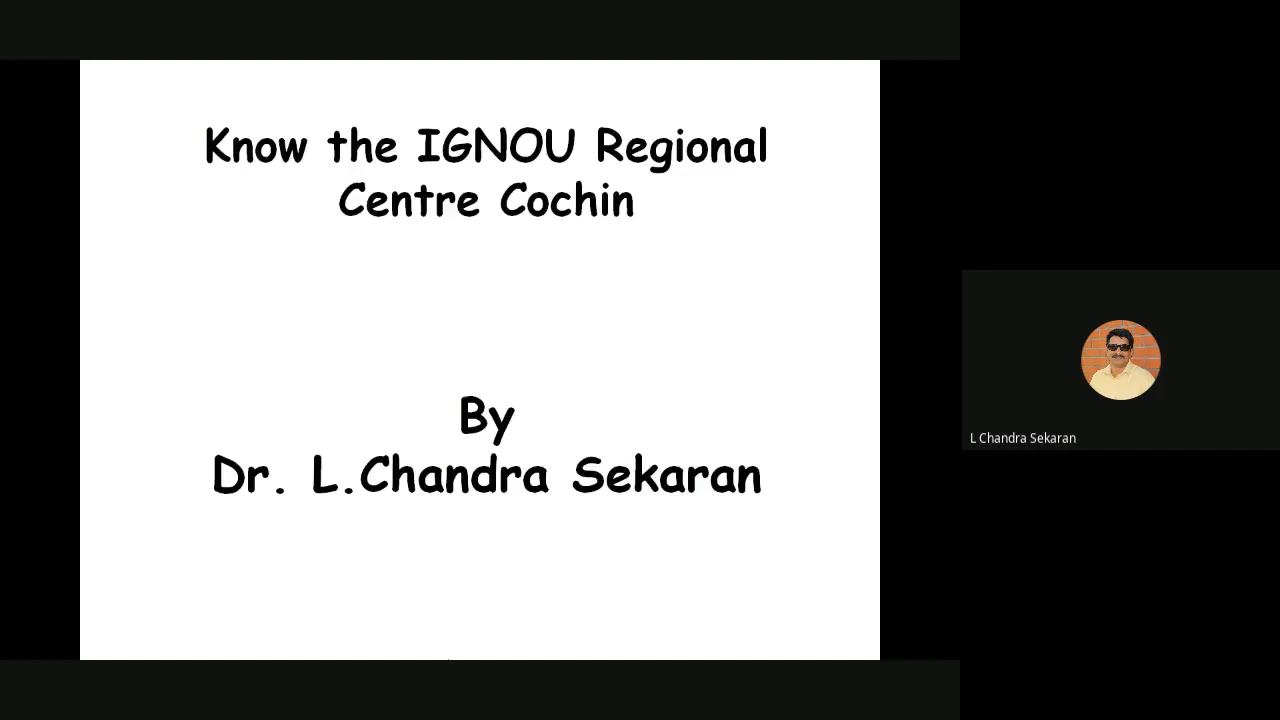 Know the IGNOU Regional
Centre Cochin
By
Dr. L.Chandra Sekaran
L Chandra Sekaran